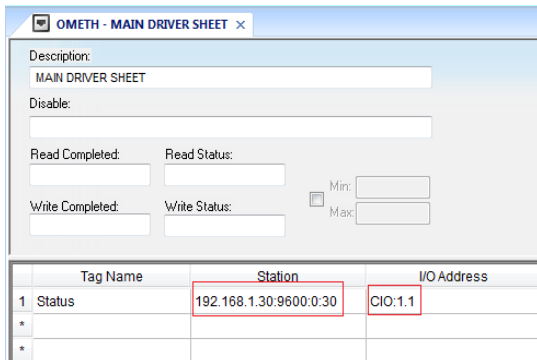 OMETH - MAIN DRIVER SHEET ×
Description:
MAIN DRIVER SHEET
Disable:
Read Completed: Read Status:
Min:
Write Completed: Write Status:
Max:
Tag Name Station I/O Address
1 Status 192.168.1.30:9600:0:30 CIO:1.1
*
*